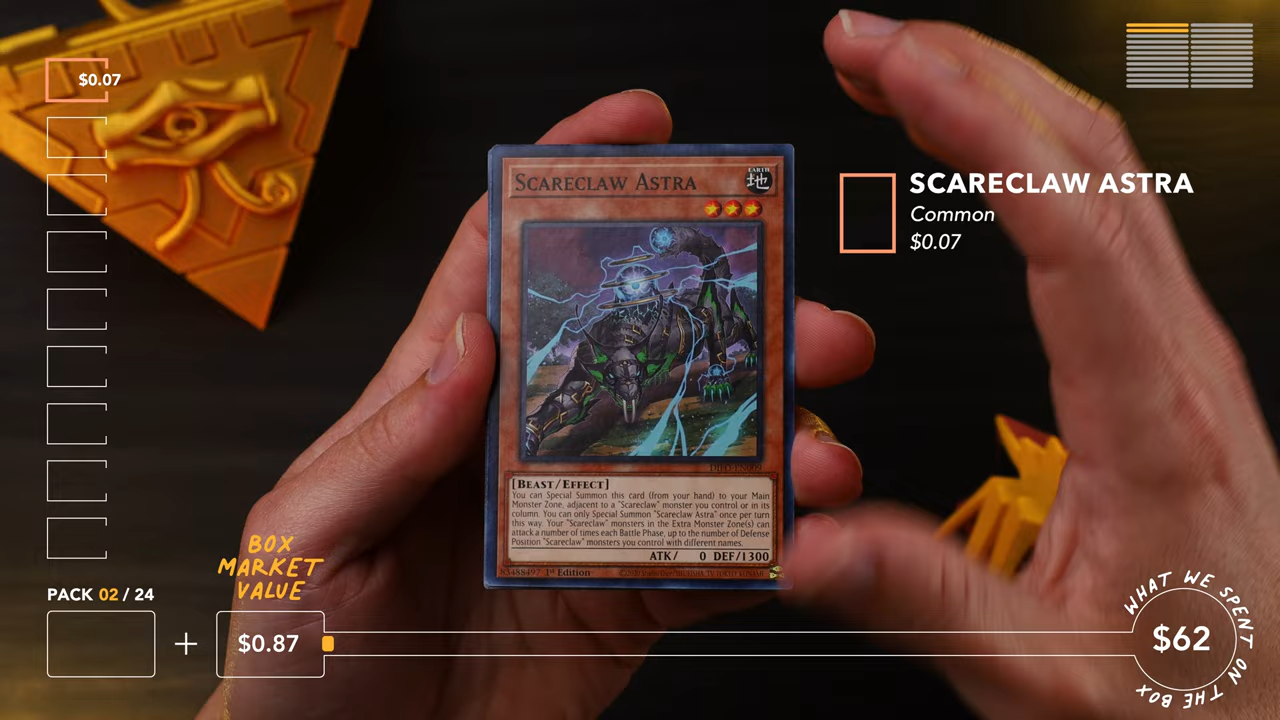 $0.07
SCARECLAW ASTRA
EARTH
地
SCARECLAW ASTRA
Common
$0.07
DIFO-EN009
[BEAST/EFFECT]
You can Special Summon this card (from your hand) to your Main
Monster Zone, adjacent to a "Scareclaw" monster you control or in its
column. You can only Special Summon "Scareclaw Astra" once per turn
this way. Your "Scareclaw" monsters in the Extra Monster Zone(s) can
attack a number of times each Battle Phase, up to the number of Defense
Position "Scareclaw" monsters you control with different names.
ATK/ 0 DEF/1300
1st Edition
BOX
MARKET
VALUE
PACK 02 / 24
+
$0.87
WHAT WE SPENT ON THE BOX
$62